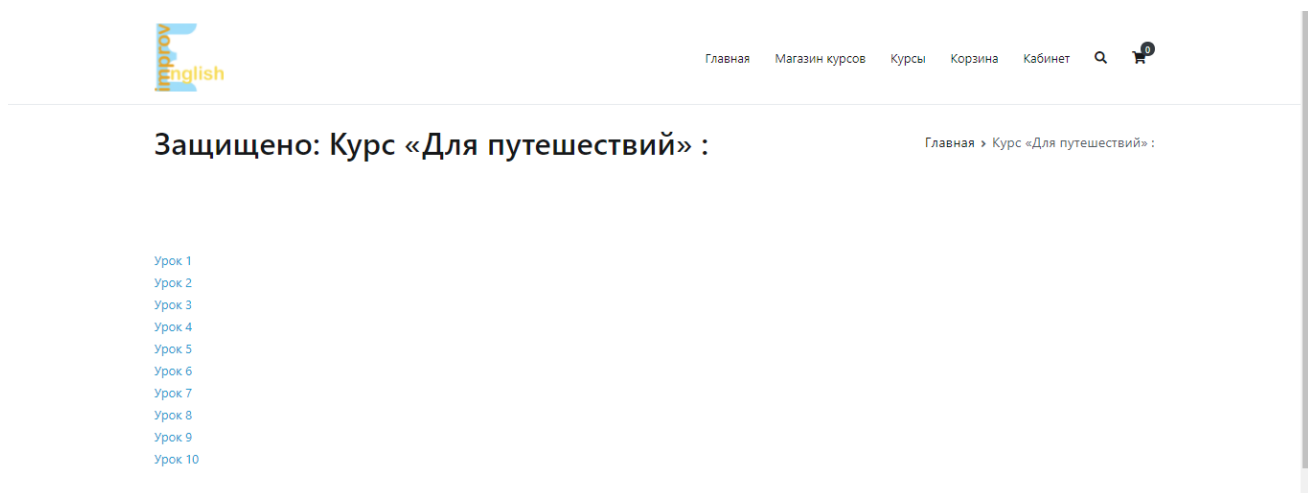 improv
English
Главная Магазин курсов Курсы Корзина Кабинет 0
Защищено: Курс «Для путешествий» :
Главная > Курс «Для путешествий» :
Урок 1
Урок 2
Урок 3
Урок 4
Урок 5
Урок 6
Урок 7
Урок 8
Урок 9
Урок 10